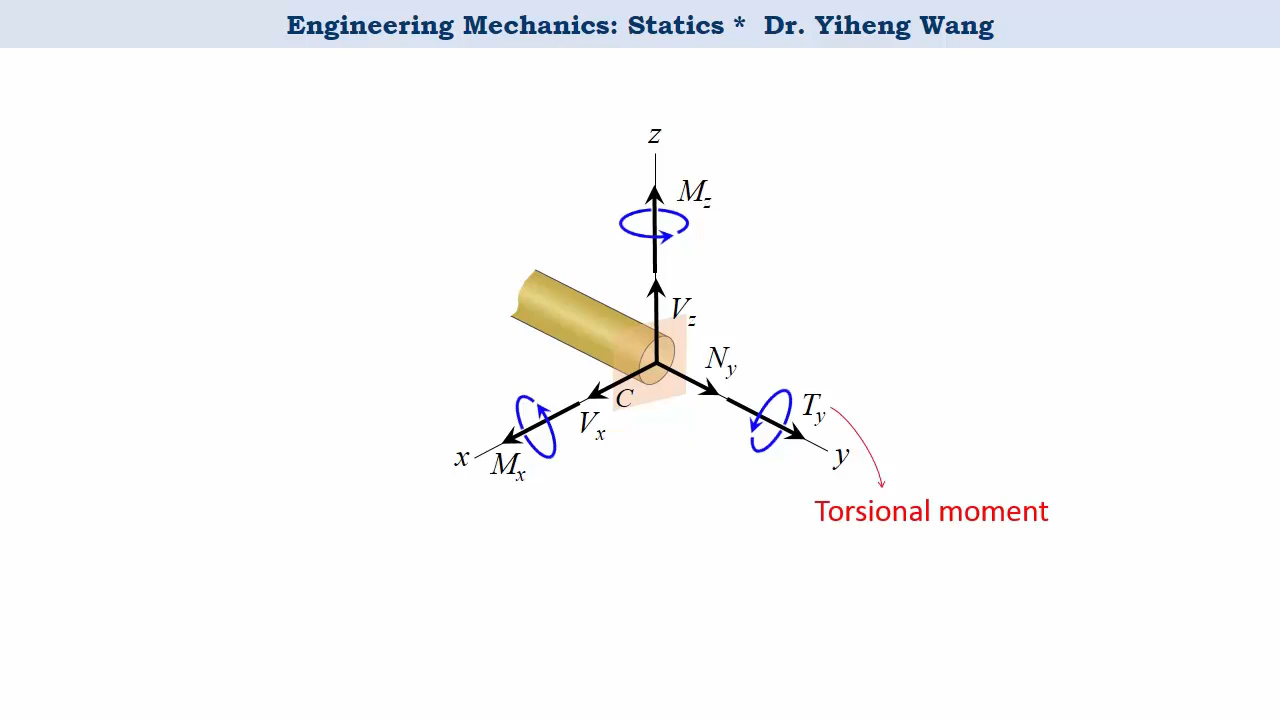 Engineering Mechanics: Statics * Dr. Yiheng Wang
z
M_z
V_z
N_y
C
T_y
V_x
x
M_x
y
Torsional moment